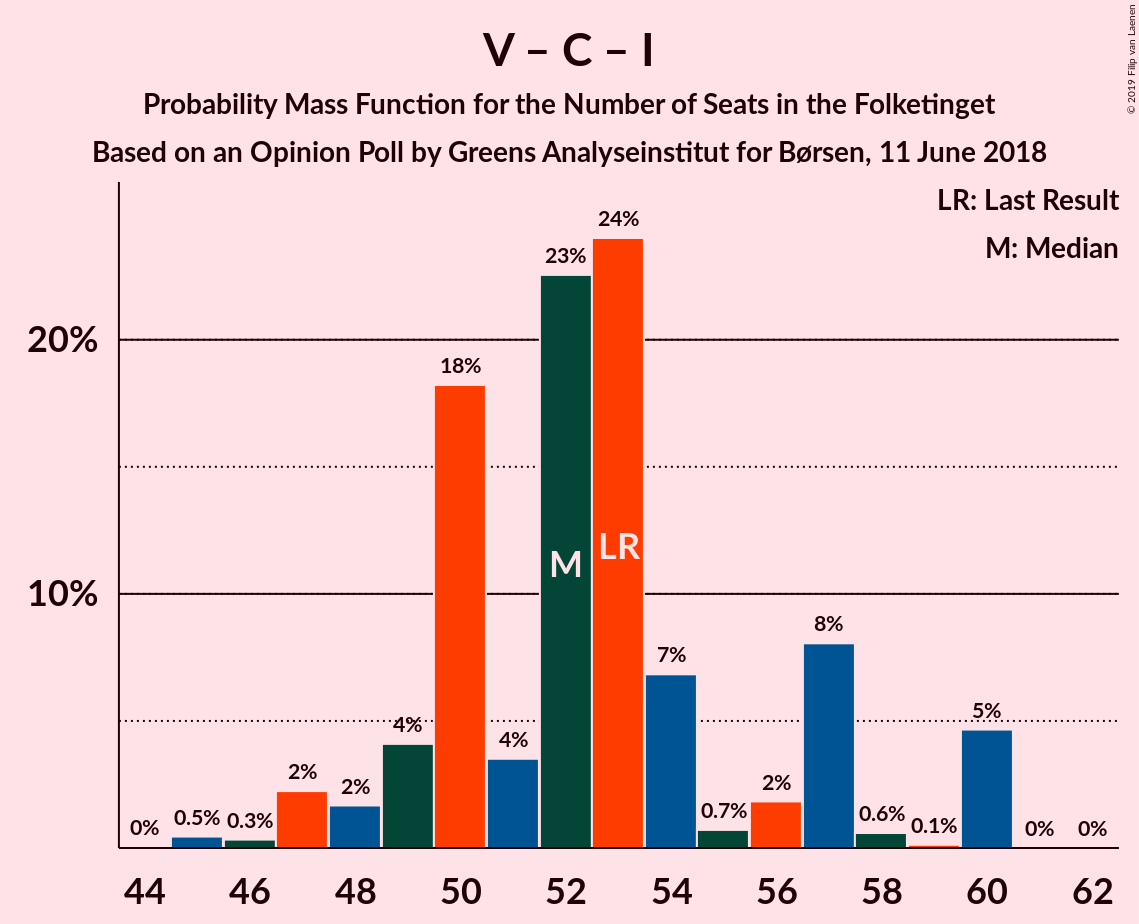 V – C – I
Probability Mass Function for the Number of Seats in the Folketinget
Based on an Opinion Poll by Greens Analyseinstitut for Børsen, 11 June 2018
© 2019 Filip van Laenen
LR: Last Result
M: Median
20%
10%
0%
0.5%
0.3%
2%
2%
4%
18%
4%
23%
24%
7%
0.7%
2%
8%
0.6%
0.1%
5%
0%
0%
M
LR
44 46 48 50 52 54 56 58 60 62